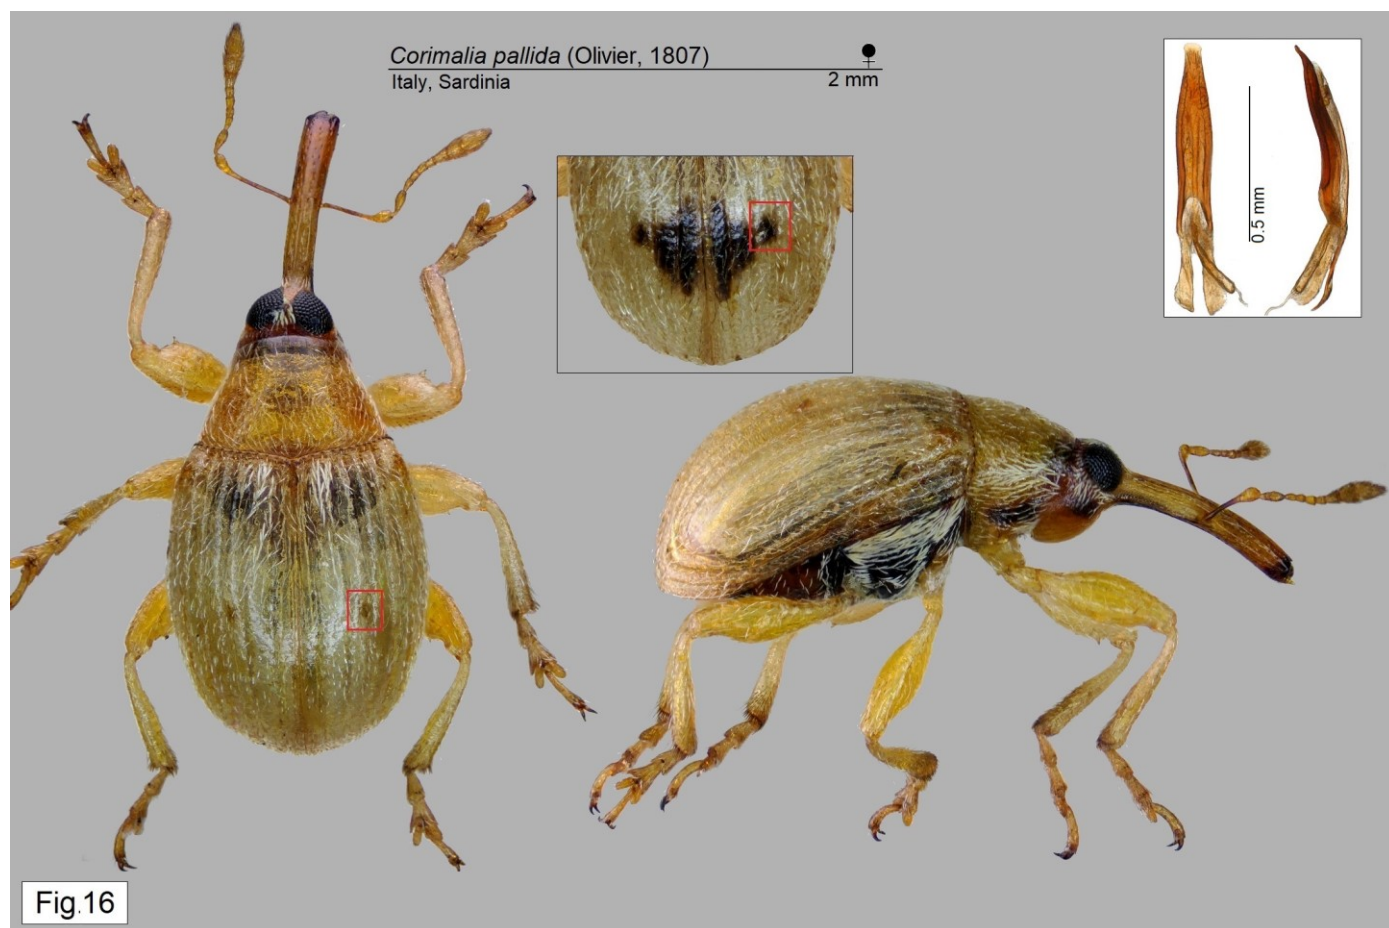 Corimalia pallida (Olivier, 1807) ♀
Italy, Sardinia 2 mm
0.5 mm
Fig.16